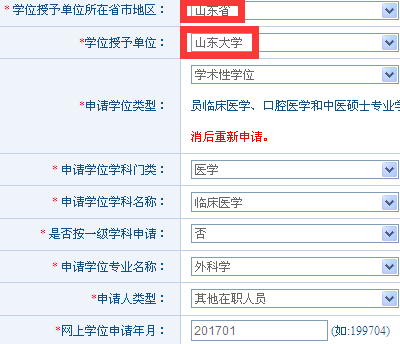 *学位授予单位所在省市地区： 山东省
*学位授予单位： 山东大学
学术性学位
*申请学位类型： 员临床医学、口腔医学和中医硕士专业学
消后重新申请。
*申请学位学科门类： 医学
*申请学位学科名称： 临床医学
*是否按一级学科申请： 否
*申请学位专业名称： 外科学
*申请人类型： 其他在职人员
*网上学位申请年月： 201701 (如:199704)